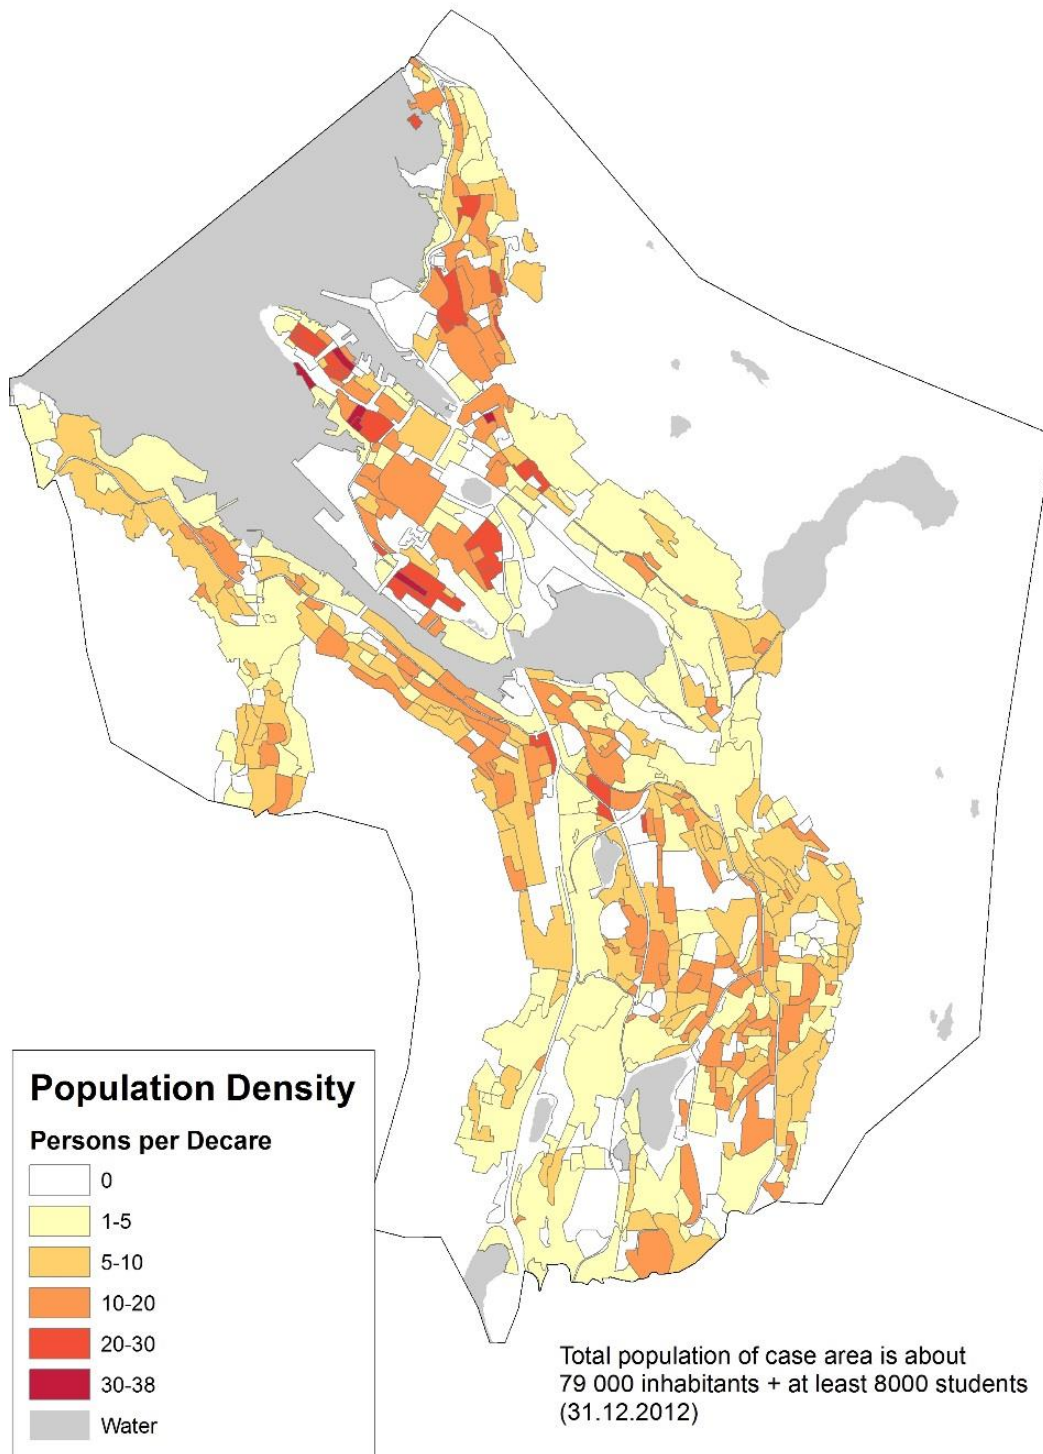 Population Density
Persons per Decare
0
1-5
5-10
10-20
20-30
30-38
Water
Total population of case area is about
79 000 inhabitants + at least 8000 students
(31.12.2012)